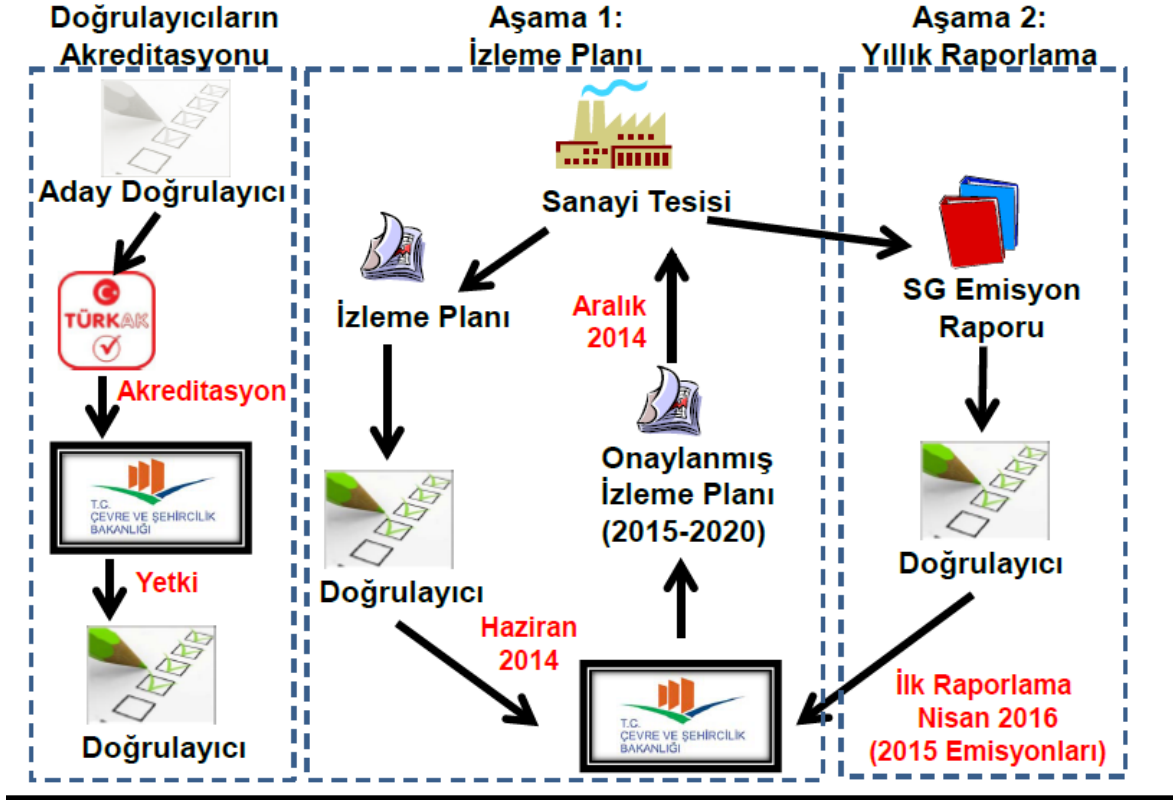 Doğrulayıcıların
Akreditasyonu
Aday Doğrulayıcı
TÜRKAK
Akreditasyon
T.C.
ÇEVRE VE ŞEHİRCİLİK
BAKANLIĞI
Yetki
Doğrulayıcı
Aşama 1:
İzleme Planı
Sanayi Tesisi
İzleme Planı
Doğrulayıcı
Haziran
2014
T.C.
ÇEVRE VE ŞEHİRCİLİK
BAKANLIĞI
Onaylanmış
İzleme Planı
(2015-2020)
Aralık
2014
Aşama 2:
Yıllık Raporlama
SG Emisyon
Raporu
Doğrulayıcı
İlk Raporlama
Nisan 2016
(2015 Emisyonları)